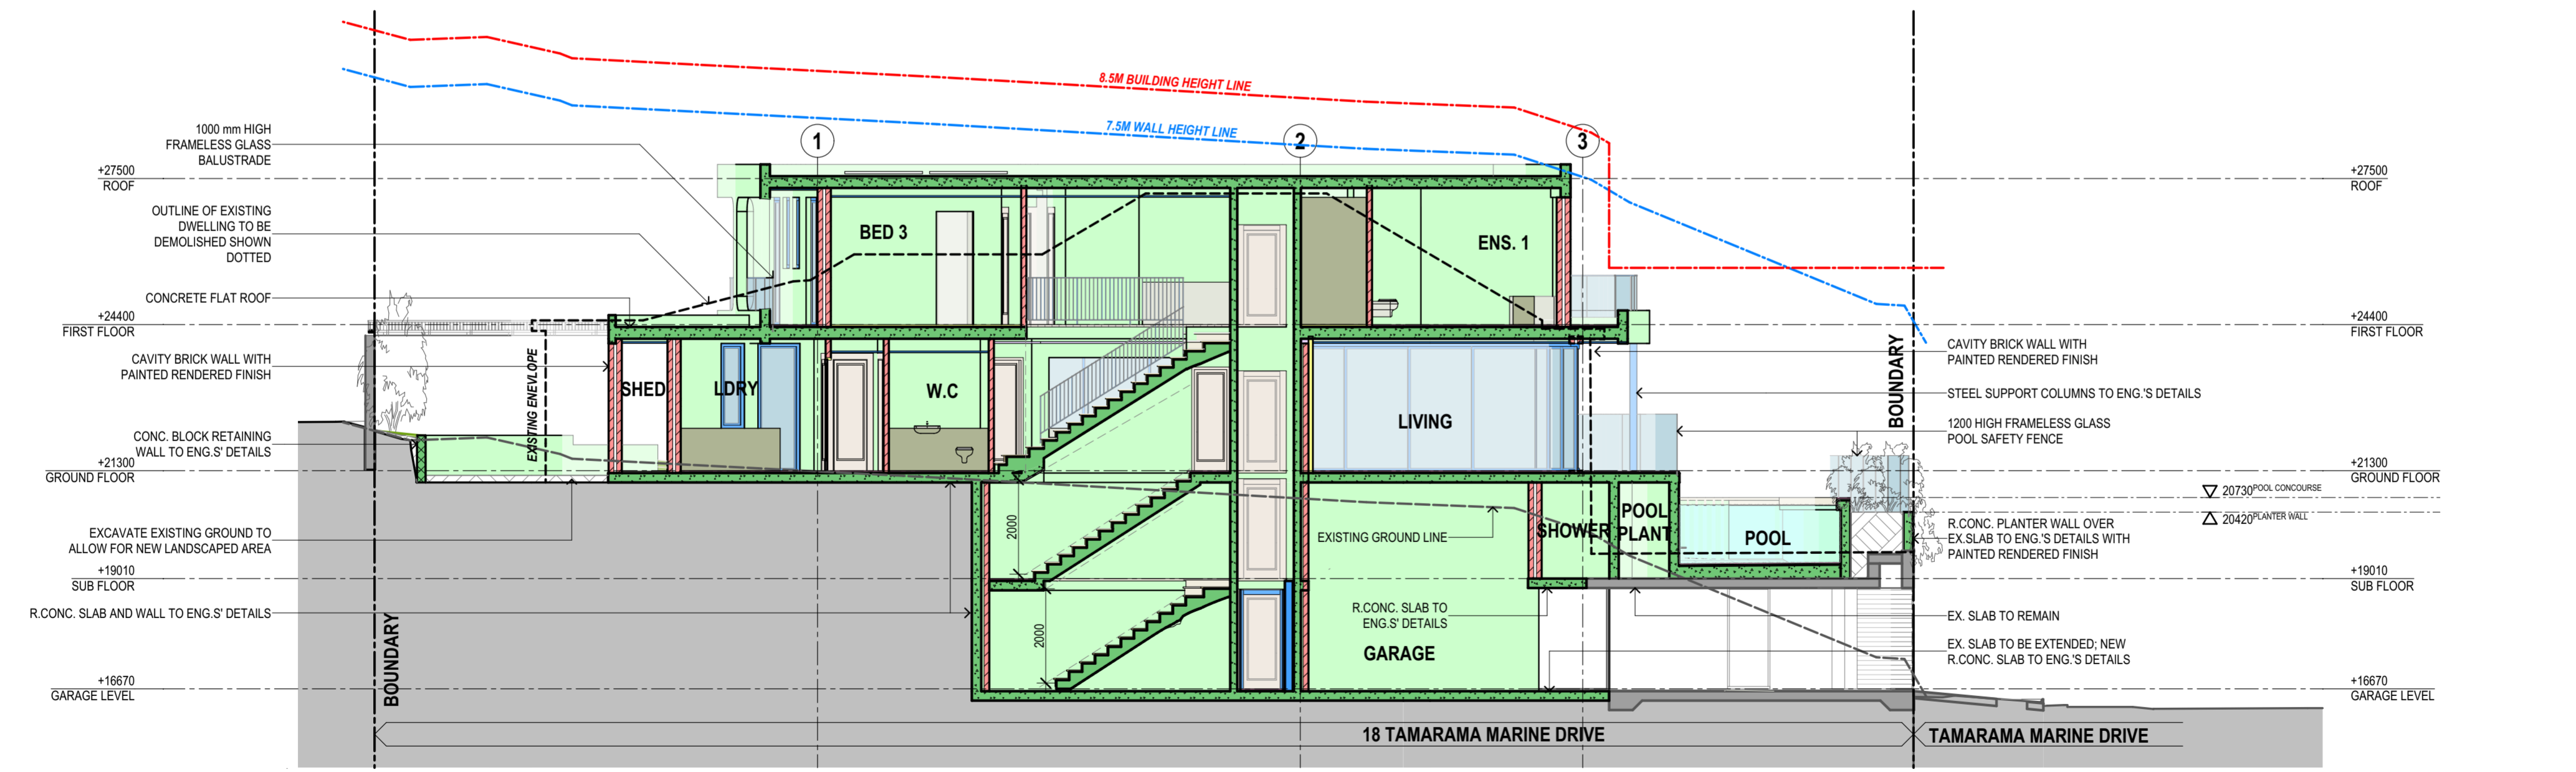 8.5M BUILDING HEIGHT LINE
7.5M WALL HEIGHT LINE
1
2
3
1000 mm HIGH
FRAMELESS GLASS
BALUSTRADE
+27500
ROOF
OUTLINE OF EXISTING
DWELLING TO BE
DEMOLISHED SHOWN
DOTTED
CONCRETE FLAT ROOF
+24400
FIRST FLOOR
CAVITY BRICK WALL WITH
PAINTED RENDERED FINISH
CONC. BLOCK RETAINING
WALL TO ENG.S' DETAILS
+21300
GROUND FLOOR
EXCAVATE EXISTING GROUND TO
ALLOW FOR NEW LANDSCAPED AREA
+19010
SUB FLOOR
R.CONC. SLAB AND WALL TO ENG.S' DETAILS
+16670
GARAGE LEVEL
BOUNDARY
EXISTING ENEVLOPE
BED 3
ENS. 1
SHED
LDRY
W.C
LIVING
2000
2000
EXISTING GROUND LINE
SHOWER
POOL
PLANT
POOL
R.CONC. SLAB TO
ENG.S' DETAILS
GARAGE
BOUNDARY
+27500
ROOF
+24400
FIRST FLOOR
CAVITY BRICK WALL WITH
PAINTED RENDERED FINISH
STEEL SUPPORT COLUMNS TO ENG.'S DETAILS
1200 HIGH FRAMELESS GLASS
POOL SAFETY FENCE
+21300
GROUND FLOOR
20730 POOL CONCOURSE
20420 PLANTER WALL
R.CONC. PLANTER WALL OVER
EX.SLAB TO ENG.'S DETAILS WITH
PAINTED RENDERED FINISH
+19010
SUB FLOOR
EX. SLAB TO REMAIN
EX. SLAB TO BE EXTENDED; NEW
R.CONC. SLAB TO ENG.'S DETAILS
+16670
GARAGE LEVEL
18 TAMARAMA MARINE DRIVE
TAMARAMA MARINE DRIVE